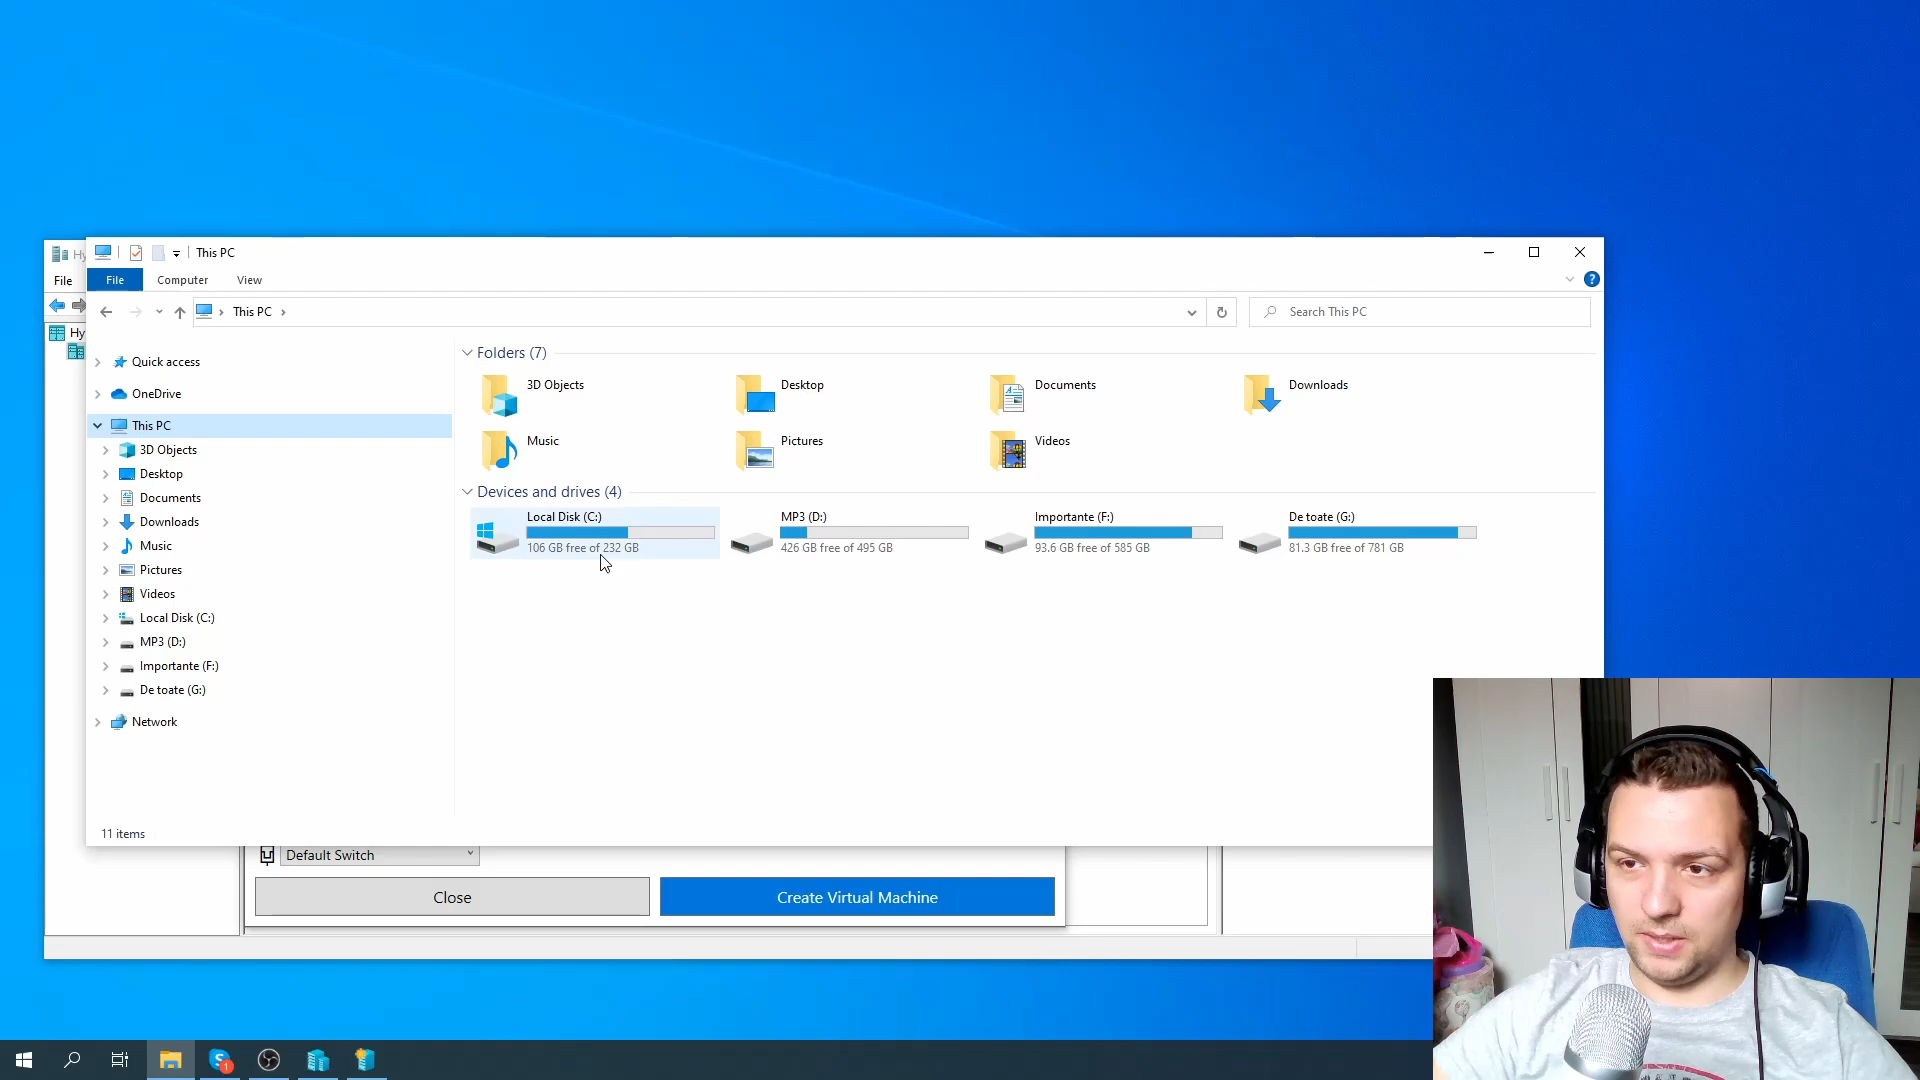 This PC
Hy
File
File
Computer
View
This PC
Search This PC
Hy
Quick access
OneDrive
This PC
3D Objects
Desktop
Documents
Downloads
Music
Pictures
Videos
Local Disk (C:)
MP3 (D:)
Importante (F:)
De toate (G:)
Network
Folders (7)
3D Objects
Desktop
Documents
Downloads
Music
Pictures
Videos
Devices and drives (4)
Local Disk (C:)
106 GB free of 232 GB
MP3 (D:)
426 GB free of 495 GB
Importante (F:)
93.6 GB free of 585 GB
De toate (G:)
81.3 GB free of 781 GB
11 items
Default Switch
Close
Create Virtual Machine
S
1